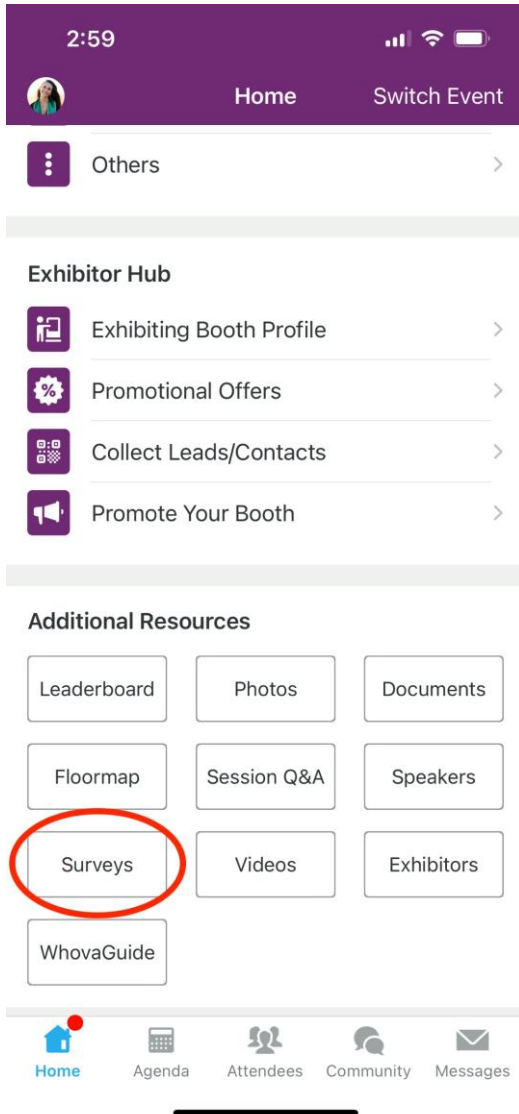 2:59
Home Switch Event
Others
Exhibitor Hub
Exhibiting Booth Profile
Promotional Offers
Collect Leads/Contacts
Promote Your Booth
Additional Resources
Leaderboard Photos Documents
Floormap Session Q&A Speakers
Surveys Videos Exhibitors
WhovaGuide
Home Agenda Attendees Community Messages